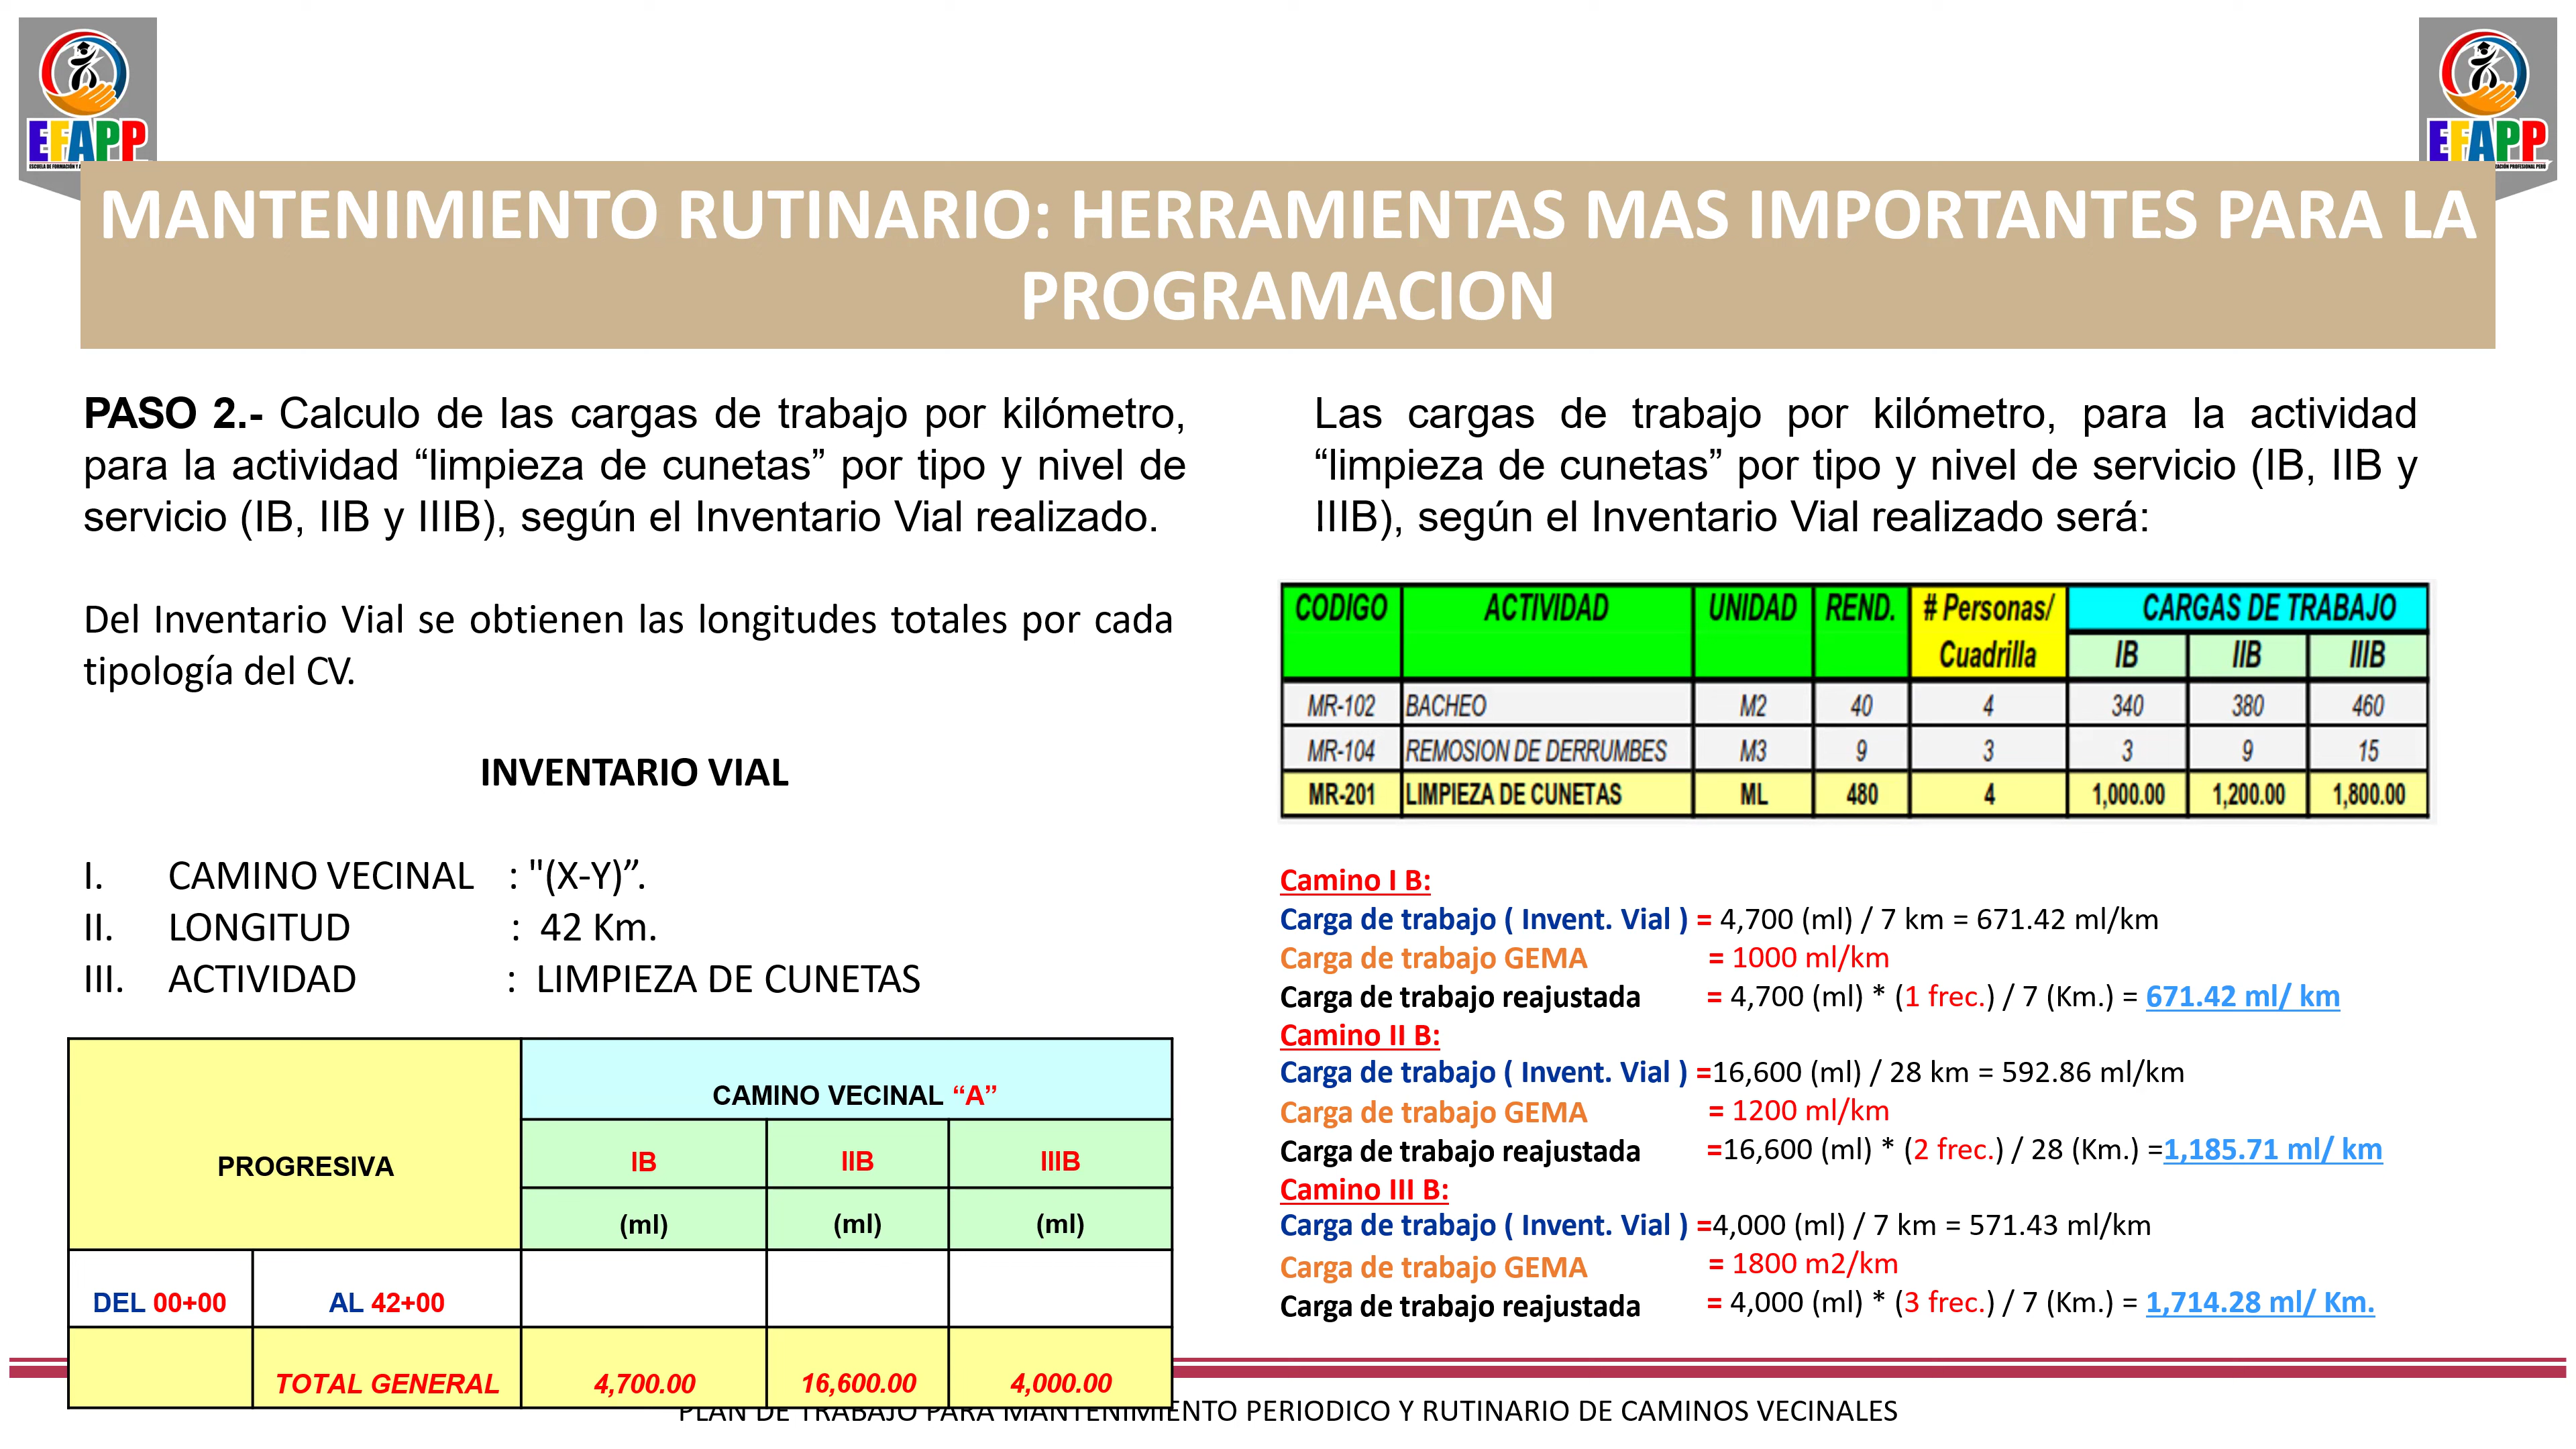 EFAPP
EFAPP
MANTENIMIENTO RUTINARIO: HERRAMIENTAS MAS IMPORTANTES PARA LA
PROGRAMACION
PASO 2.- Calculo de las cargas de trabajo por kilómetro,
para la actividad “limpieza de cunetas” por tipo y nivel de
servicio (IB, IIB y IIIB), según el Inventario Vial realizado.
Del Inventario Vial se obtienen las longitudes totales por cada
tipología del CV.
INVENTARIO VIAL
I. CAMINO VECINAL : "(X-Y)”.
II. LONGITUD : 42 Km.
III. ACTIVIDAD : LIMPIEZA DE CUNETAS
PROGRESIVA CAMINO VECINAL “A”
IB IIB IIIB
(ml) (ml) (ml)
DEL 00+00 AL 42+00
TOTAL GENERAL 4,700.00 16,600.00 4,000.00
Las cargas de trabajo por kilómetro, para la actividad
“limpieza de cunetas” por tipo y nivel de servicio (IB, IIB y
IIIB), según el Inventario Vial realizado será:
CODIGO ACTIVIDAD UNIDAD REND. # Personas/ CARGAS DE TRABAJO
Cuadrilla IB IIB IIIB
MR-102 BACHEO M2 40 4 340 380 460
MR-104 REMOSION DE DERRUMBES M3 9 3 3 9 15
MR-201 LIMPIEZA DE CUNETAS ML 480 4 1,000.00 1,200.00 1,800.00
Camino I B:
Carga de trabajo ( Invent. Vial ) = 4,700 (ml) / 7 km = 671.42 ml/km
Carga de trabajo GEMA = 1000 ml/km
Carga de trabajo reajustada = 4,700 (ml) * (1 frec.) / 7 (Km.) = 671.42 ml/ km
Camino II B:
Carga de trabajo ( Invent. Vial ) =16,600 (ml) / 28 km = 592.86 ml/km
Carga de trabajo GEMA = 1200 ml/km
Carga de trabajo reajustada =16,600 (ml) * (2 frec.) / 28 (Km.) =1,185.71 ml/ km
Camino III B:
Carga de trabajo ( Invent. Vial ) =4,000 (ml) / 7 km = 571.43 ml/km
Carga de trabajo GEMA = 1800 m2/km
Carga de trabajo reajustada = 4,000 (ml) * (3 frec.) / 7 (Km.) = 1,714.28 ml/ Km.
PLAN DE TRABAJO PARA MANTENIMIENTO PERIODICO Y RUTINARIO DE CAMINOS VECINALES